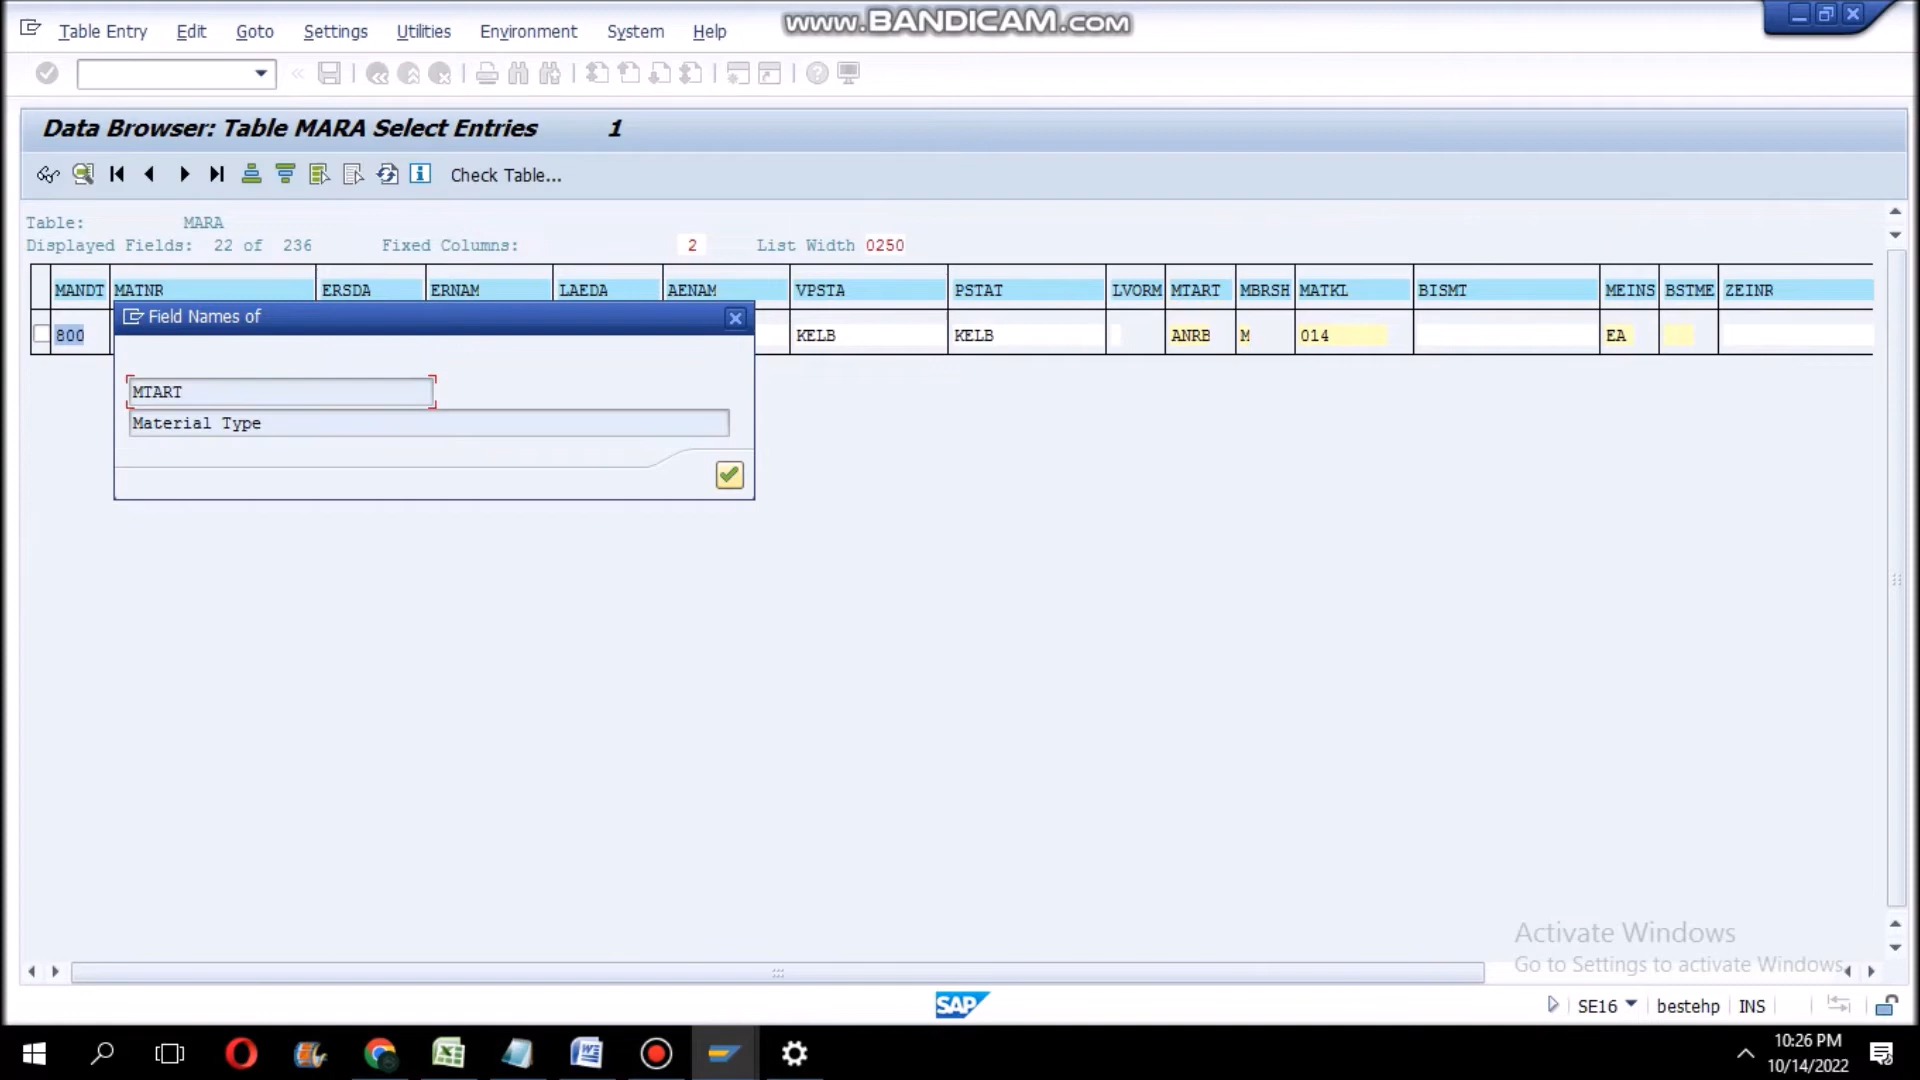 www.BANDICAM.com
Table Entry Edit Goto Settings Utilities Environment System Help
Data Browser: Table MARA Select Entries 1
Check Table...
Table: MARA
Displayed Fields: 22 of 236 Fixed Columns: 2 List Width 0250
MANDT MATNR ERSDA ERNAM LAEDA AENAM VPSTA PSTAT LVORM MTART MBRSH MATKL BISMT MEINS BSTME ZEINR
Field Names of
800 KELB KELB ANRB M 014 EA
MTART
Material Type
Activate Windows
Go to Settings to activate Windows.
SAP SE16 bestehp INS
10:26 PM
10/14/2022